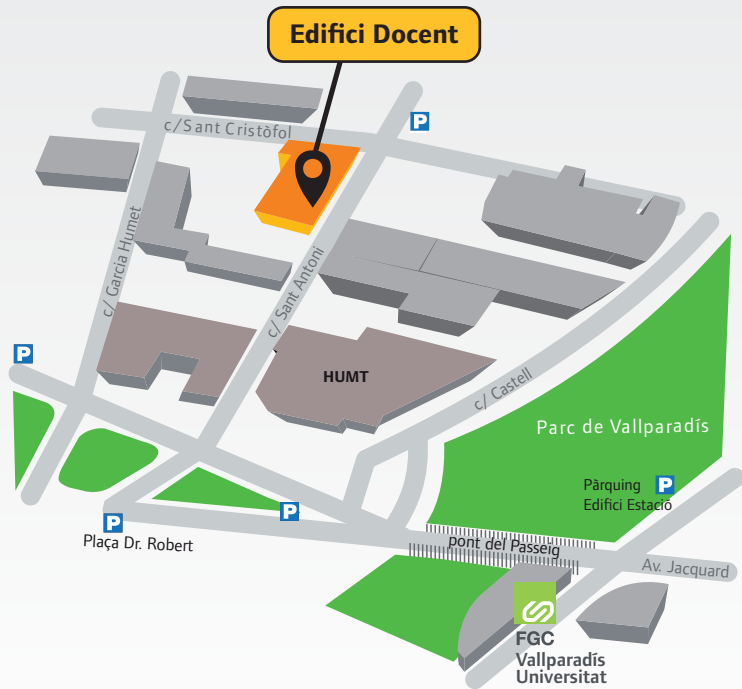 Edifici Docent
P
c/Sant Cristòfol
c/ Garcia Humet
c/ Sant Antoni
P
HUMT
c/ Castell
Parc de Vallparadís
Pàrquing P
Edifici Estació
P
P
Plaça Dr. Robert
pont del Passeig
Av. Jacquard
FGC
Vallparadís
Universitat